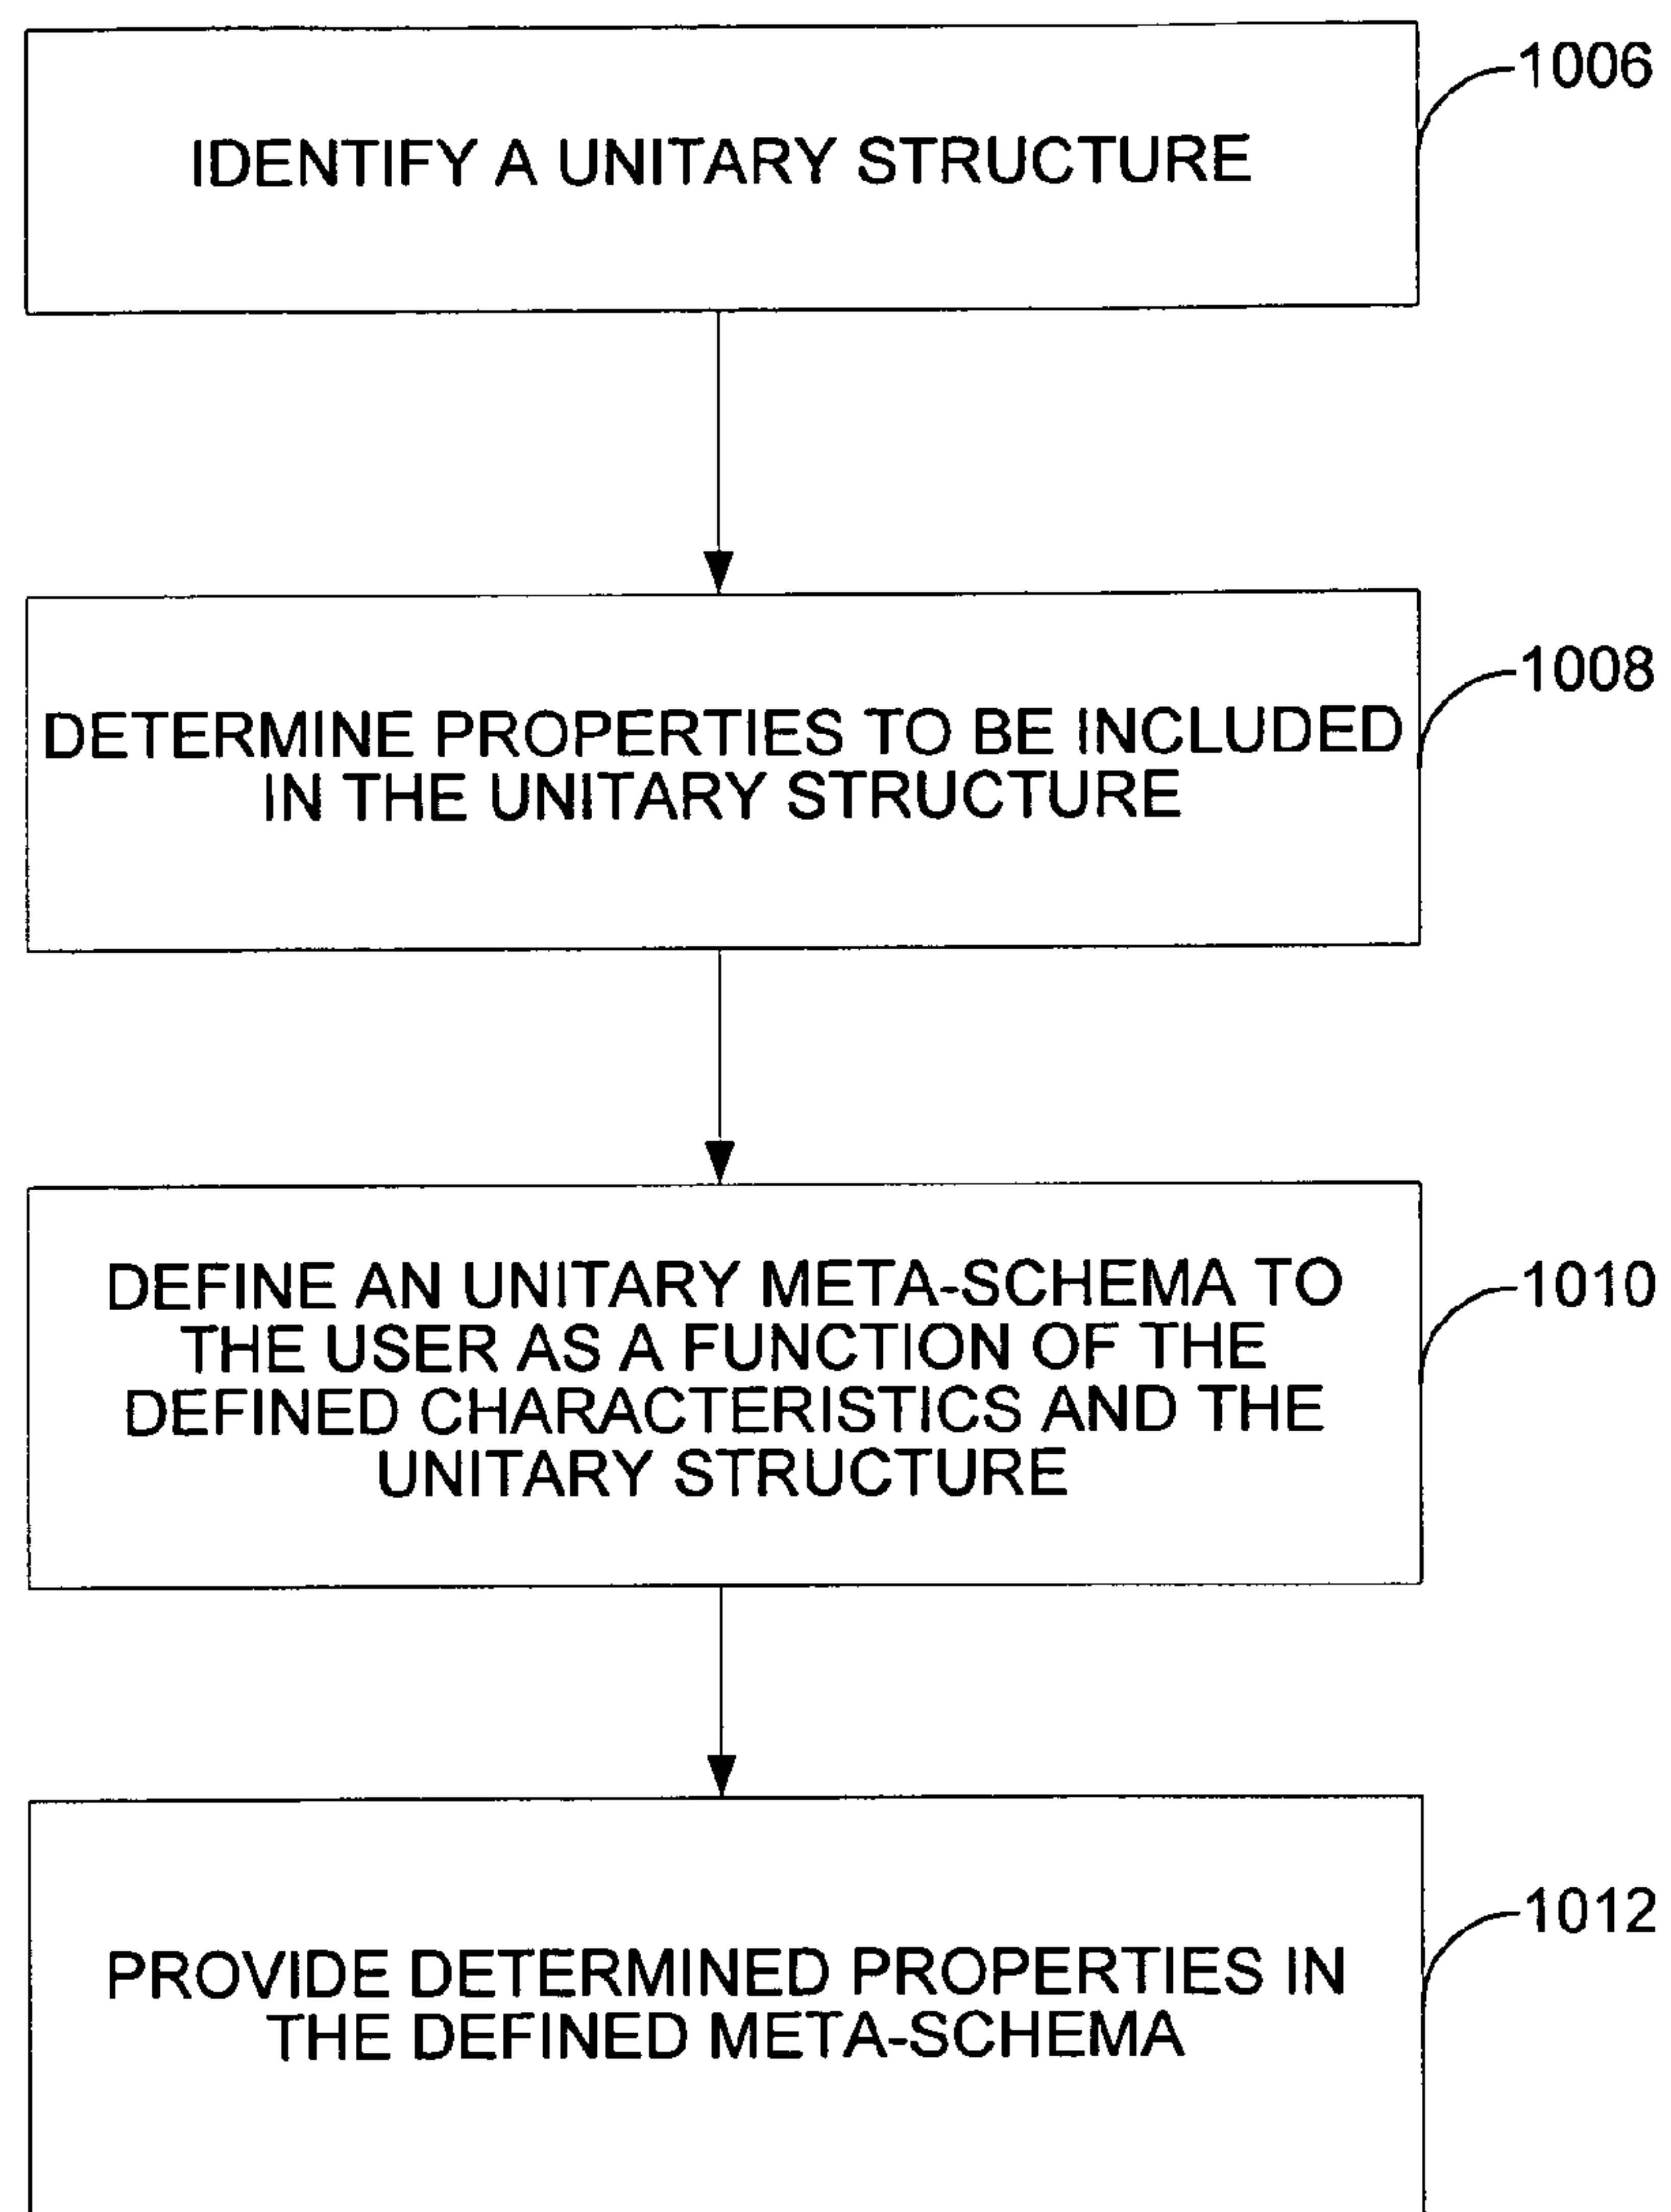 1006
IDENTIFY A UNITARY STRUCTURE
1008
DETERMINE PROPERTIES TO BE INCLUDED
IN THE UNITARY STRUCTURE
1010
DEFINE AN UNITARY META-SCHEMA TO
THE USER AS A FUNCTION OF THE
DEFINED CHARACTERISTICS AND THE
UNITARY STRUCTURE
1012
PROVIDE DETERMINED PROPERTIES IN
THE DEFINED META-SCHEMA